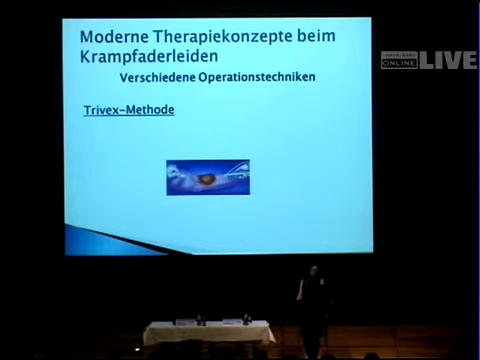 Moderne Therapiekonzepte beim
Krampfaderleiden
Verschiedene Operationstechniken
Trivex-Methode
ONLINE
LIVE